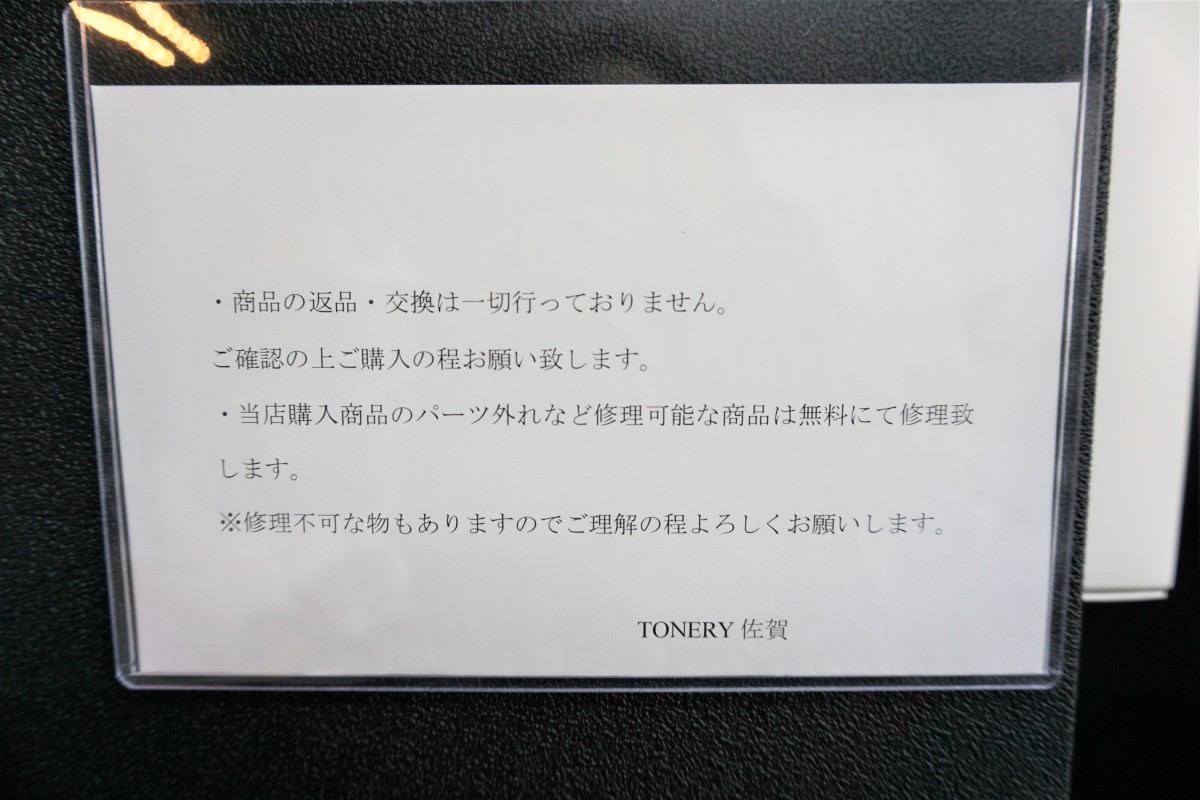 ・商品の返品・交換は一切行っておりません。
ご確認の上ご購入の程お願い致します。
・当店購入商品のパーツ外れなど修理可能な商品は無料にて修理致
します。
※修理不可な物もありますのでご理解の程よろしくお願いします。
TONERY 佐賀